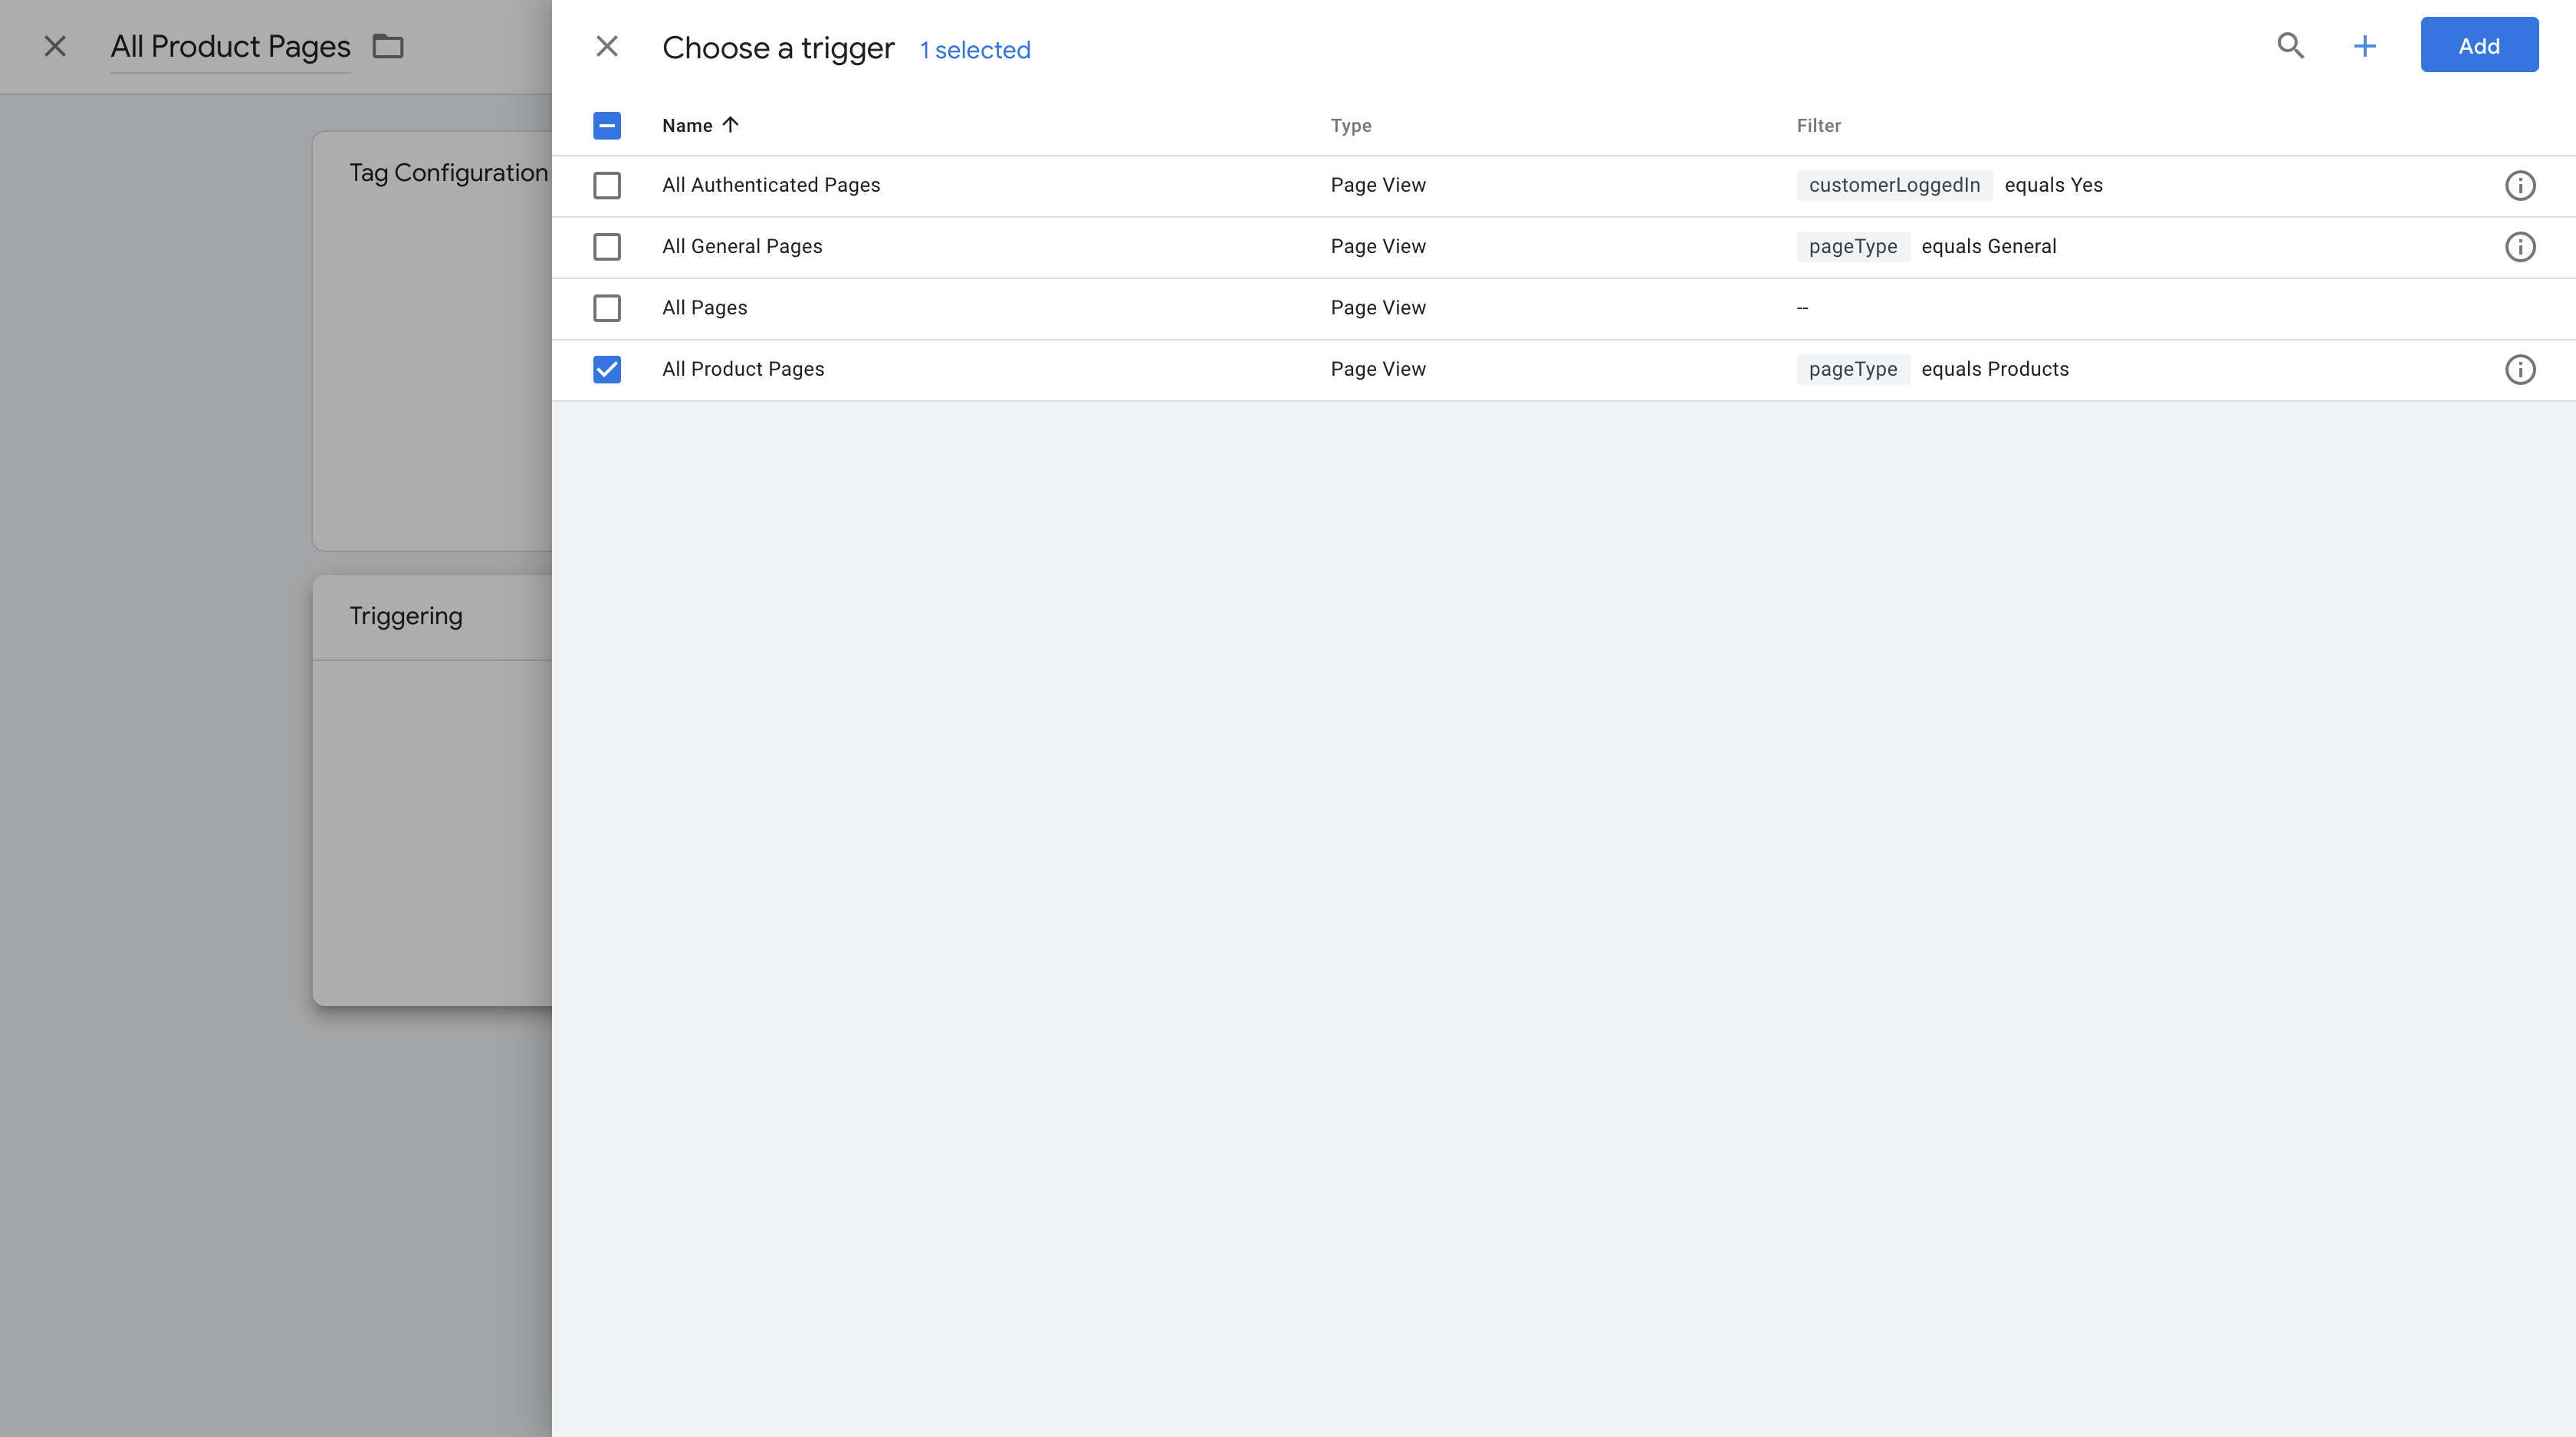 All Product Pages
Tag Configuration
Triggering
Choose a trigger 1 selected
Add
Name Type Filter
All Authenticated Pages Page View customerLoggedIn equals Yes
All General Pages Page View pageType equals General
All Pages Page View --
All Product Pages Page View pageType equals Products